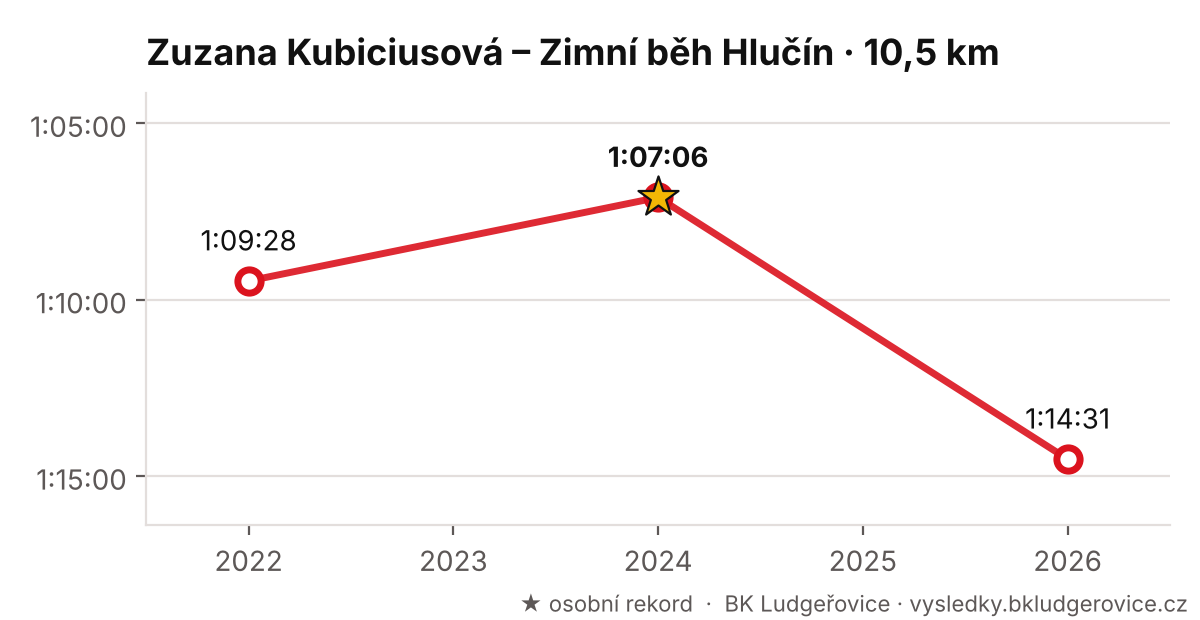 Zuzana Kubiciusová – Zimní běh Hlučín · 10,5 km
1:05:00
1:07:06
1:09:28
1:10:00
1:14:31
1:15:00
2022 2023 2024 2025 2026
★ osobní rekord · BK Ludgeřovice · vysledky.bkludgerovice.cz